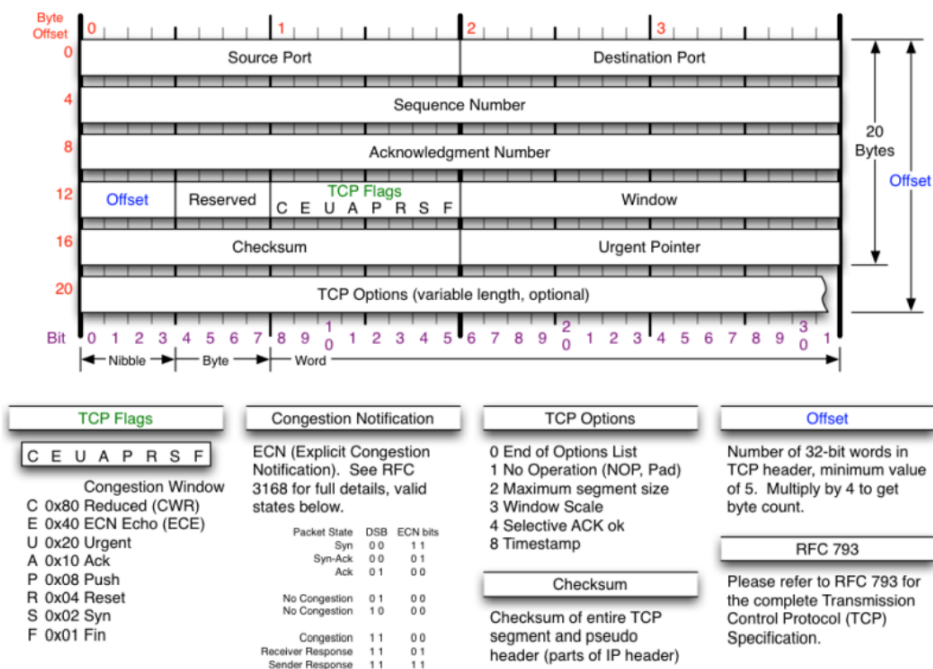 Byte
Offset
0 1 2 3
0 Source Port Destination Port
4 Sequence Number
8 Acknowledgment Number
20
Bytes
Offset
12 Offset Reserved TCP Flags Window
C E U A P R S F
16 Checksum Urgent Pointer
20 TCP Options (variable length, optional)
Bit 0 1 2 3 4 5 6 7 8 9 10 1 2 3 4 5 6 7 8 9 20 1 2 3 4 5 6 7 8 9 30 1
Nibble Byte Word
TCP Flags
C E U A P R S F
Congestion Window
C 0x80 Reduced (CWR)
E 0x40 ECN Echo (ECE)
U 0x20 Urgent
A 0x10 Ack
P 0x08 Push
R 0x04 Reset
S 0x02 Syn
F 0x01 Fin
Congestion Notification
ECN (Explicit Congestion
Notification). See RFC
3168 for full details, valid
states below.
Packet State DSB ECN bits
Syn 0 0 1 1
Syn-Ack 0 0 0 1
Ack 0 1 0 0
No Congestion 0 1 0 0
No Congestion 1 0 0 0
Congestion 1 1 0 0
Receiver Response 1 1 0 1
Sender Response 1 1 1 1
TCP Options
0 End of Options List
1 No Operation (NOP, Pad)
2 Maximum segment size
3 Window Scale
4 Selective ACK ok
8 Timestamp
Checksum
Checksum of entire TCP
segment and pseudo
header (parts of IP header)
Offset
Number of 32-bit words in
TCP header, minimum value
of 5. Multiply by 4 to get
byte count.
RFC 793
Please refer to RFC 793 for
the complete Transmission
Control Protocol (TCP)
Specification.